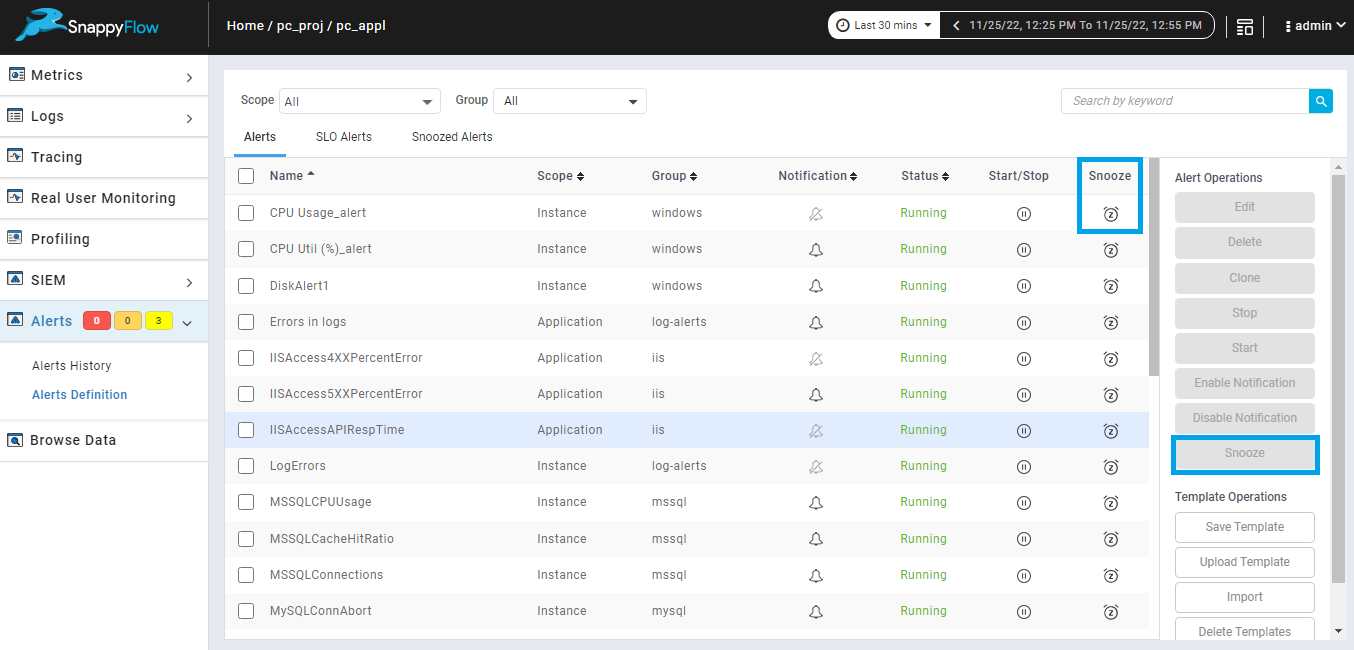 SnappyFlow
Home / pc_proj / pc_appl
Last 30 mins
11/25/22, 12:25 PM To 11/25/22, 12:55 PM
admin
Metrics
Logs
Tracing
Real User Monitoring
Profiling
SIEM
Alerts 0 0 3
Alerts History
Alerts Definition
Browse Data
Scope All Group All Search by keyword
Alerts SLO Alerts Snoozed Alerts
Name Scope Group Notification Status Start/Stop Snooze
CPU Usage_alert Instance windows Running
CPU Util (%)_alert Instance windows Running
DiskAlert1 Instance windows Running
Errors in logs Application log-alerts Running
IISAccess4XXPercentError Application iis Running
IISAccess5XXPercentError Application iis Running
IISAccessAPIRespTime Application iis Running
LogErrors Instance log-alerts Running
MSSQLCPUUsage Instance mssql Running
MSSQLCacheHitRatio Instance mssql Running
MSSQLConnections Instance mssql Running
MySQLConnAbort Instance mysql Running
Alert Operations
Edit
Delete
Clone
Stop
Start
Enable Notification
Disable Notification
Snooze
Template Operations
Save Template
Upload Template
Import
Delete Templates